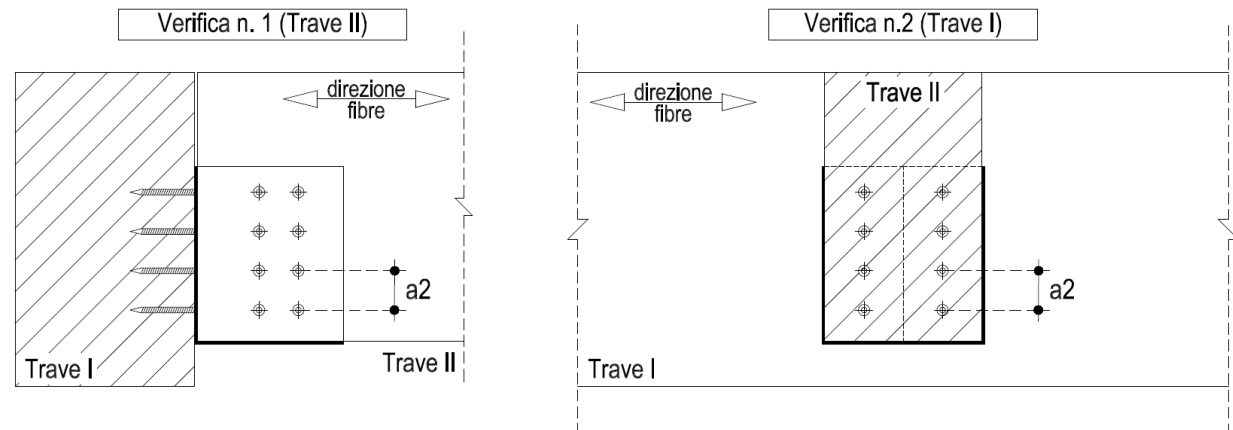 Verifica n. 1 (Trave II)
direzione
fibre
a2
Trave I
Trave II
Verifica n.2 (Trave I)
direzione
fibre
Trave II
a2
Trave I